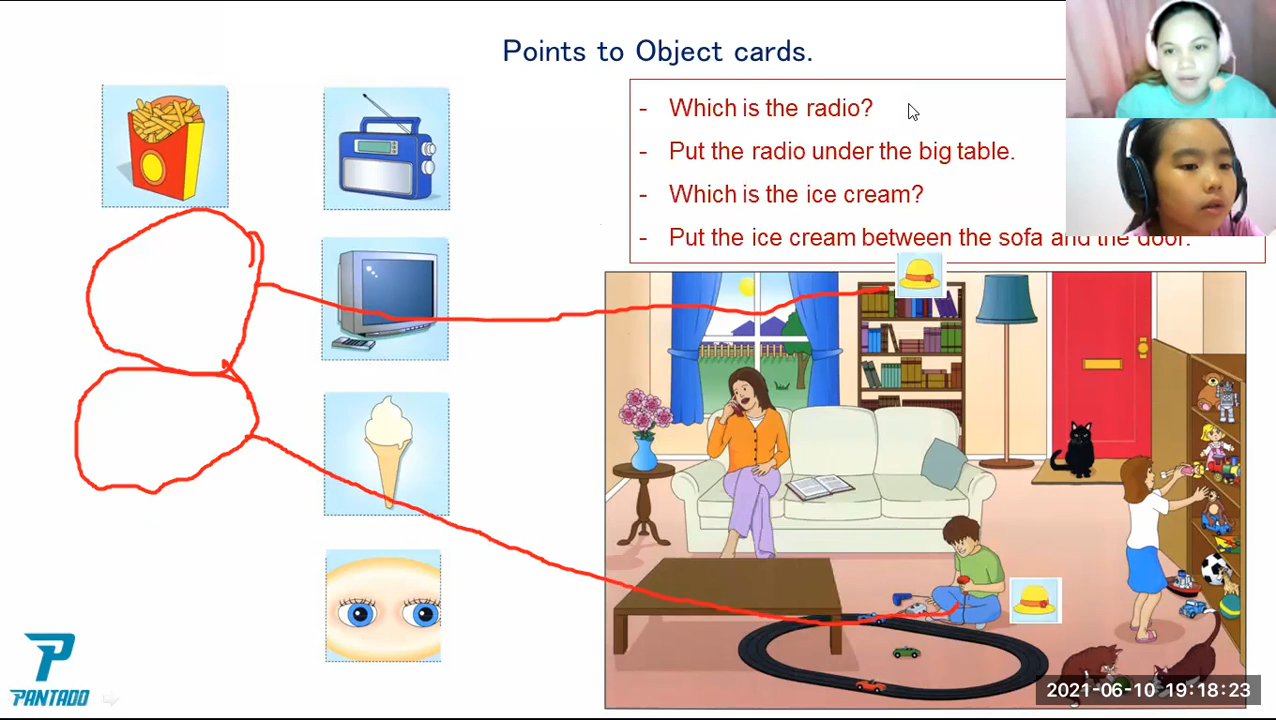 Points to Object cards.
- Which is the radio?
- Put the radio under the big table.
- Which is the ice cream?
- Put the ice cream between the sofa and the door.
PANTADO
2021-06-10 19:18:23